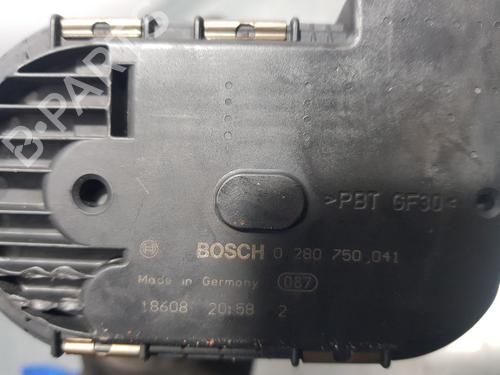 B-PARTS
>PBT GF30<
BOSCH 0 280 750 041
Made in Germany 087
18608 20:58 2